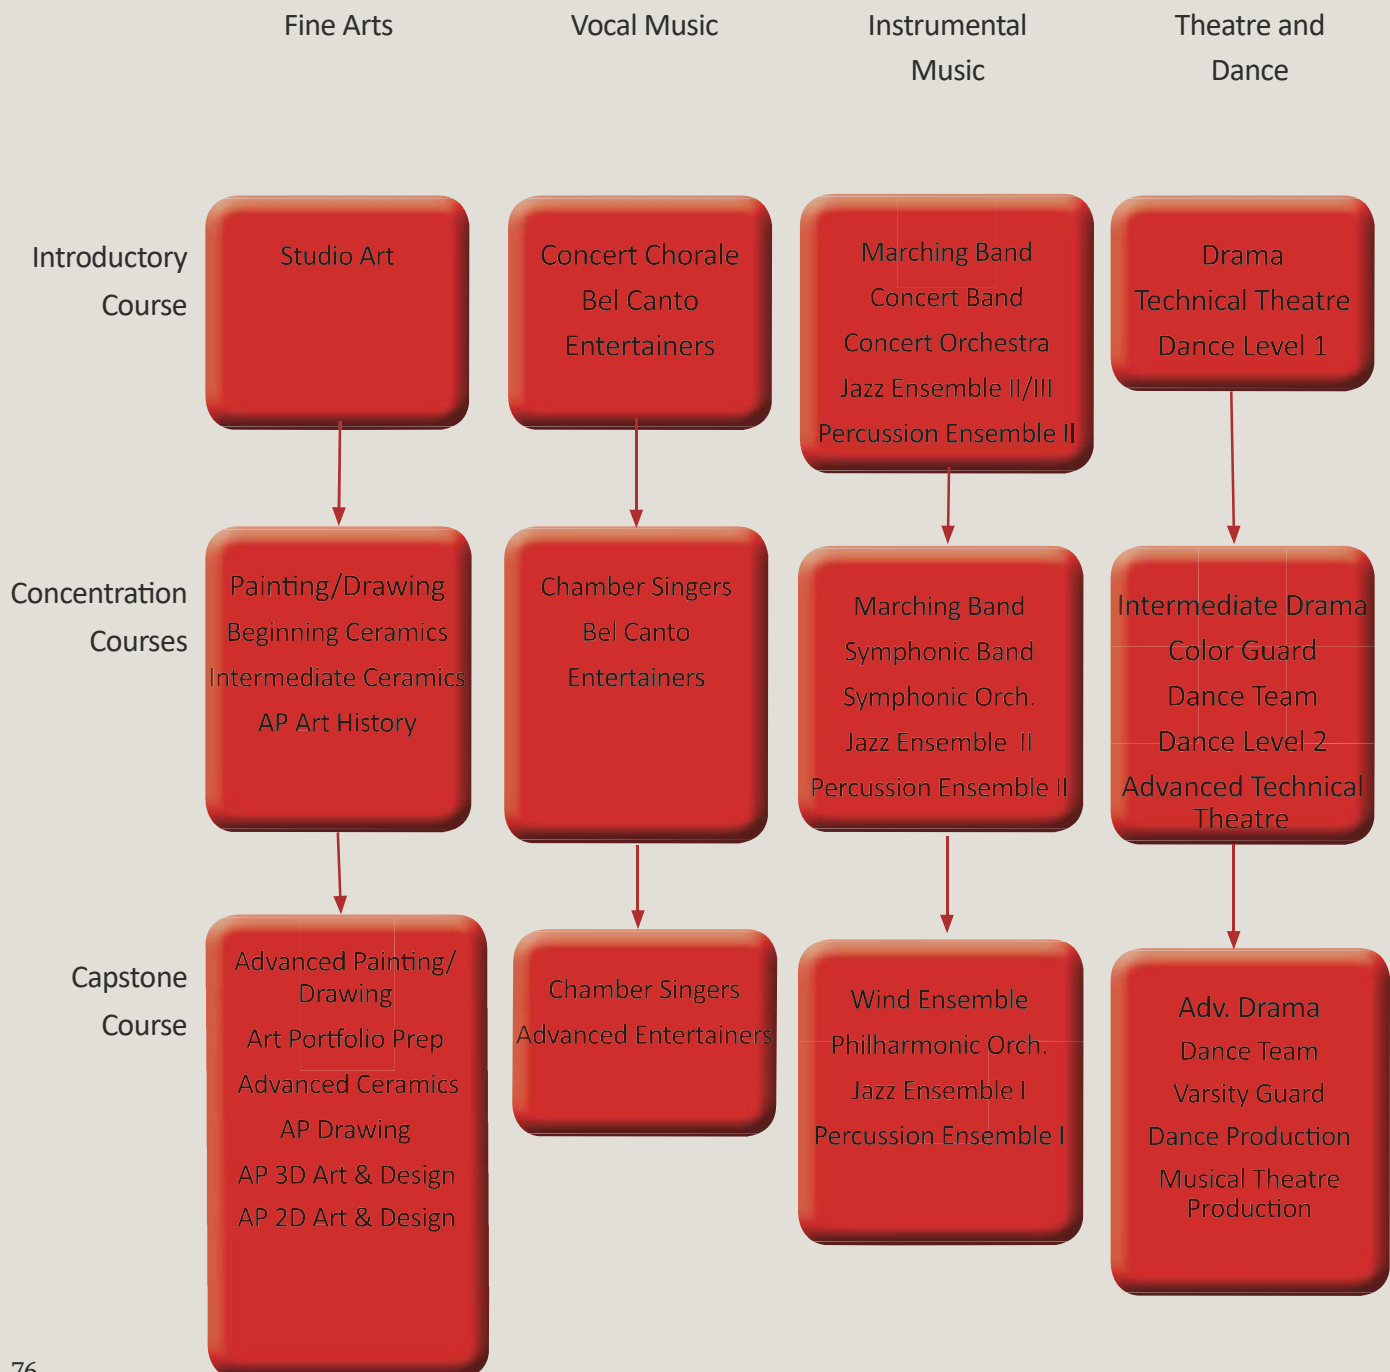 Fine Arts
Vocal Music
Instrumental
Music
Theatre and
Dance
Introductory
Course
Studio Art
Concert Chorale
Bel Canto
Entertainers
Marching Band
Concert Band
Concert Orchestra
Jazz Ensemble II/III
Percussion Ensemble II
Drama
Technical Theatre
Dance Level 1
Concentration
Courses
Painting/Drawing
Beginning Ceramics
Intermediate Ceramics
AP Art History
Chamber Singers
Bel Canto
Entertainers
Marching Band
Symphonic Band
Symphonic Orch.
Jazz Ensemble  II
Percussion Ensemble II
Intermediate Drama
Color Guard
Dance Team
Dance Level 2
Advanced Technical
Theatre
Capstone
Course
Advanced Painting/
Drawing
Art Portfolio Prep
Advanced Ceramics
AP Drawing
AP 3D Art & Design
AP 2D Art & Design
Chamber Singers
Advanced Entertainers
Wind Ensemble
Philharmonic Orch.
Jazz Ensemble I
Percussion Ensemble I
Adv. Drama
Dance Team
Varsity Guard
Dance Production
Musical Theatre
Production
76